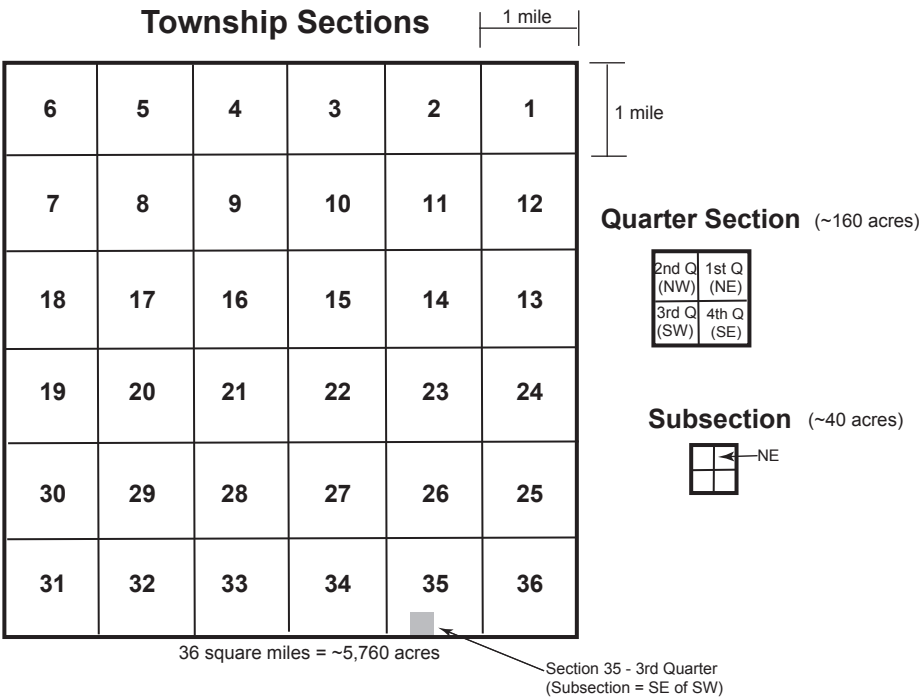 Township Sections
1 mile
6 5 4 3 2 1
1 mile
7 8 9 10 11 12
18 17 16 15 14 13
19 20 21 22 23 24
30 29 28 27 26 25
31 32 33 34 35 36
36 square miles = ~5,760 acres
Section 35 - 3rd Quarter
(Subsection = SE of SW)
Quarter Section (~160 acres)
2nd Q 1st Q
(NW) (NE)
3rd Q 4th Q
(SW) (SE)
Subsection (~40 acres)
NE